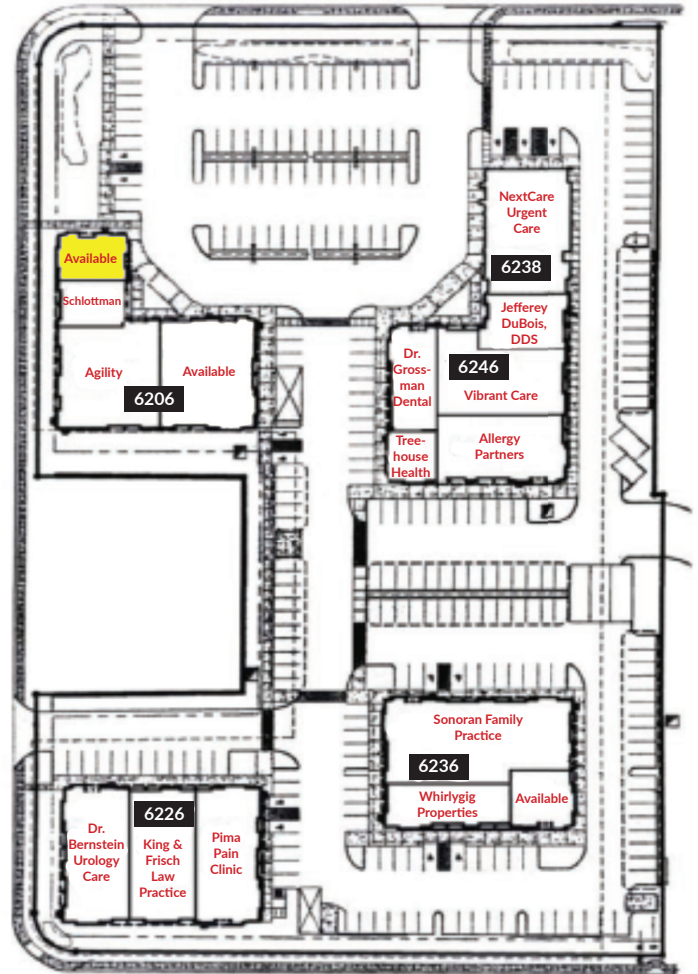 NextCare
Urgent
Care
6238
Available
Schlottman
Jefferey
DuBois,
DDS
Agility
Available
6206
Dr.
Gross-
man
Dental
6246
Vibrant Care
Tree-
house
Health
Allergy
Partners
Sonoran Family
Practice
6236
Whirlygig
Properties
Available
Dr.
Bernstein
Urology
Care
6226
King &
Frisch
Law
Practice
Pima
Pain
Clinic